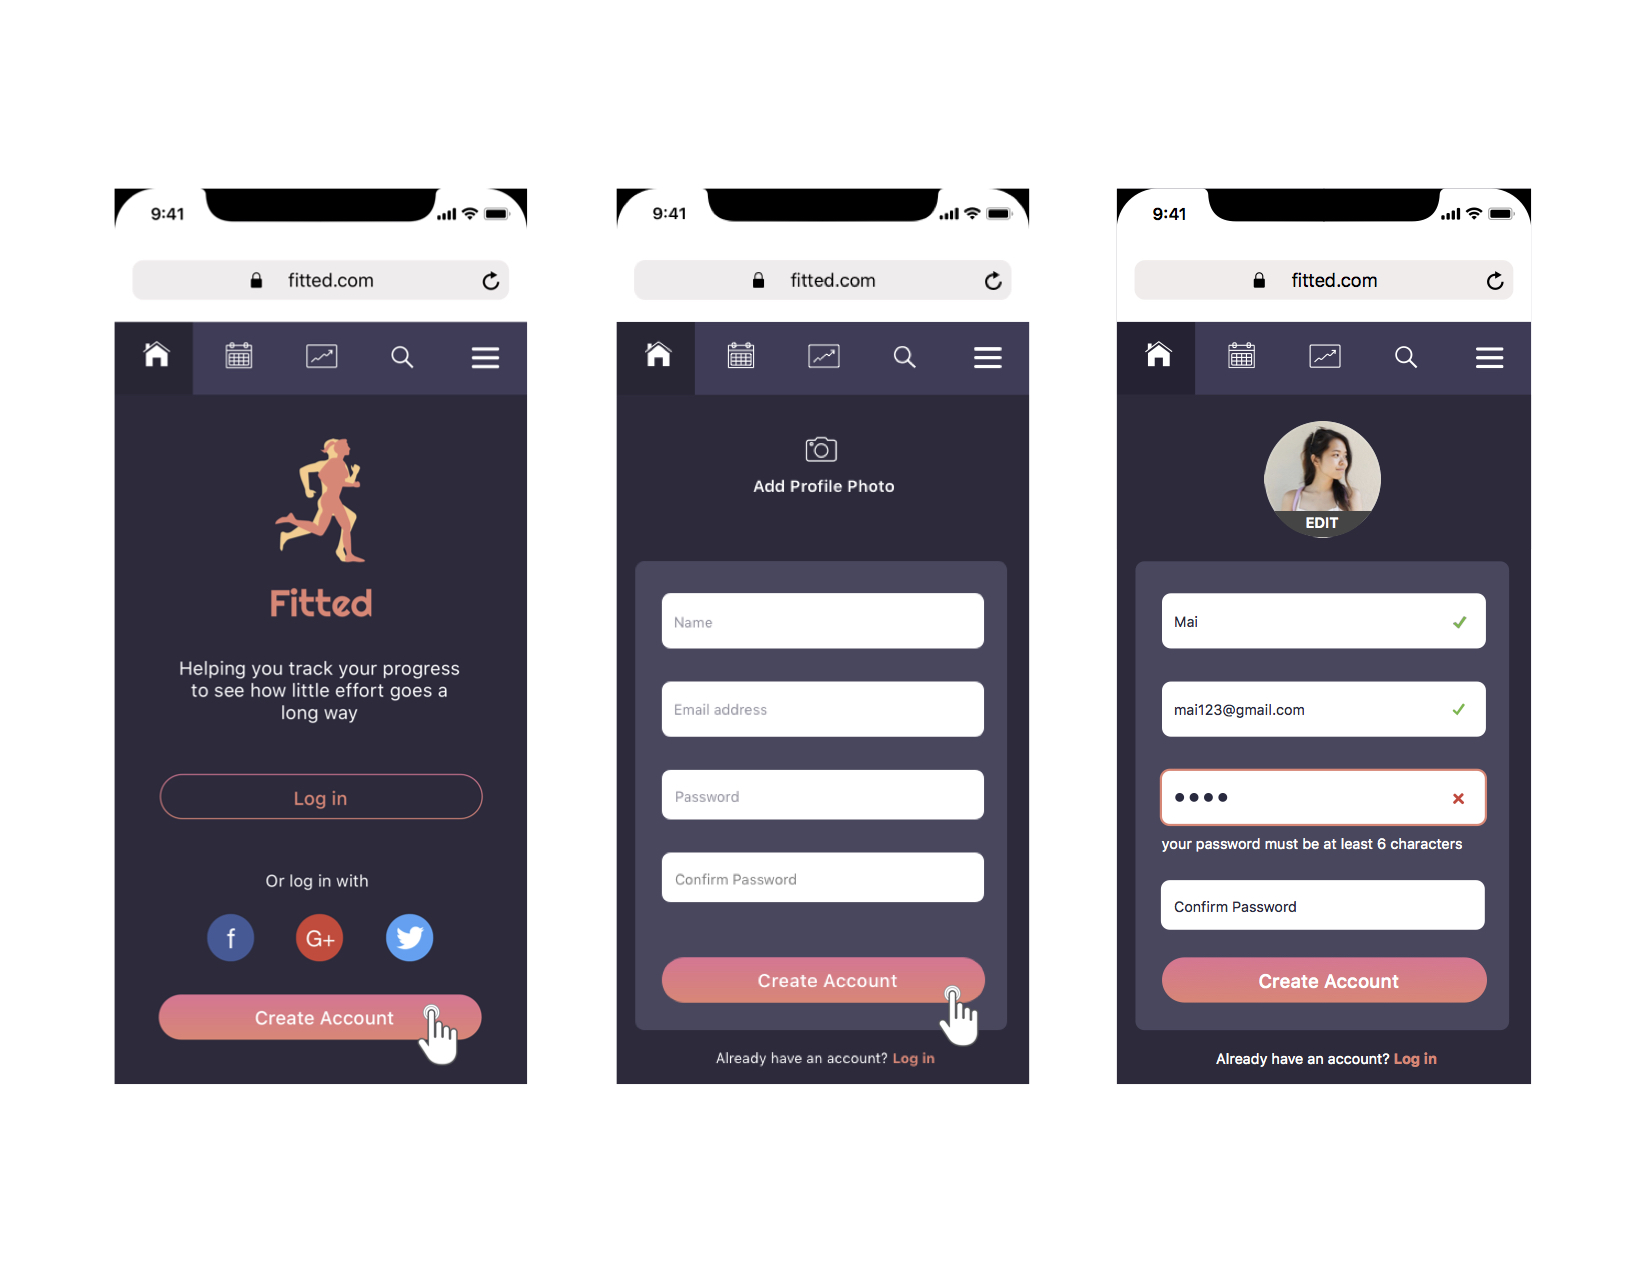 9:41
fitted.com
Fitted
Helping you track your progress
to see how little effort goes a
long way
Log in
Or log in with
f
G+
Create Account
9:41
fitted.com
Add Profile Photo
Name
Email address
Password
Confirm Password
Create Account
Already have an account? Log in
9:41
fitted.com
EDIT
Mai
mai123@gmail.com
your password must be at least 6 characters
Confirm Password
Create Account
Already have an account? Log in